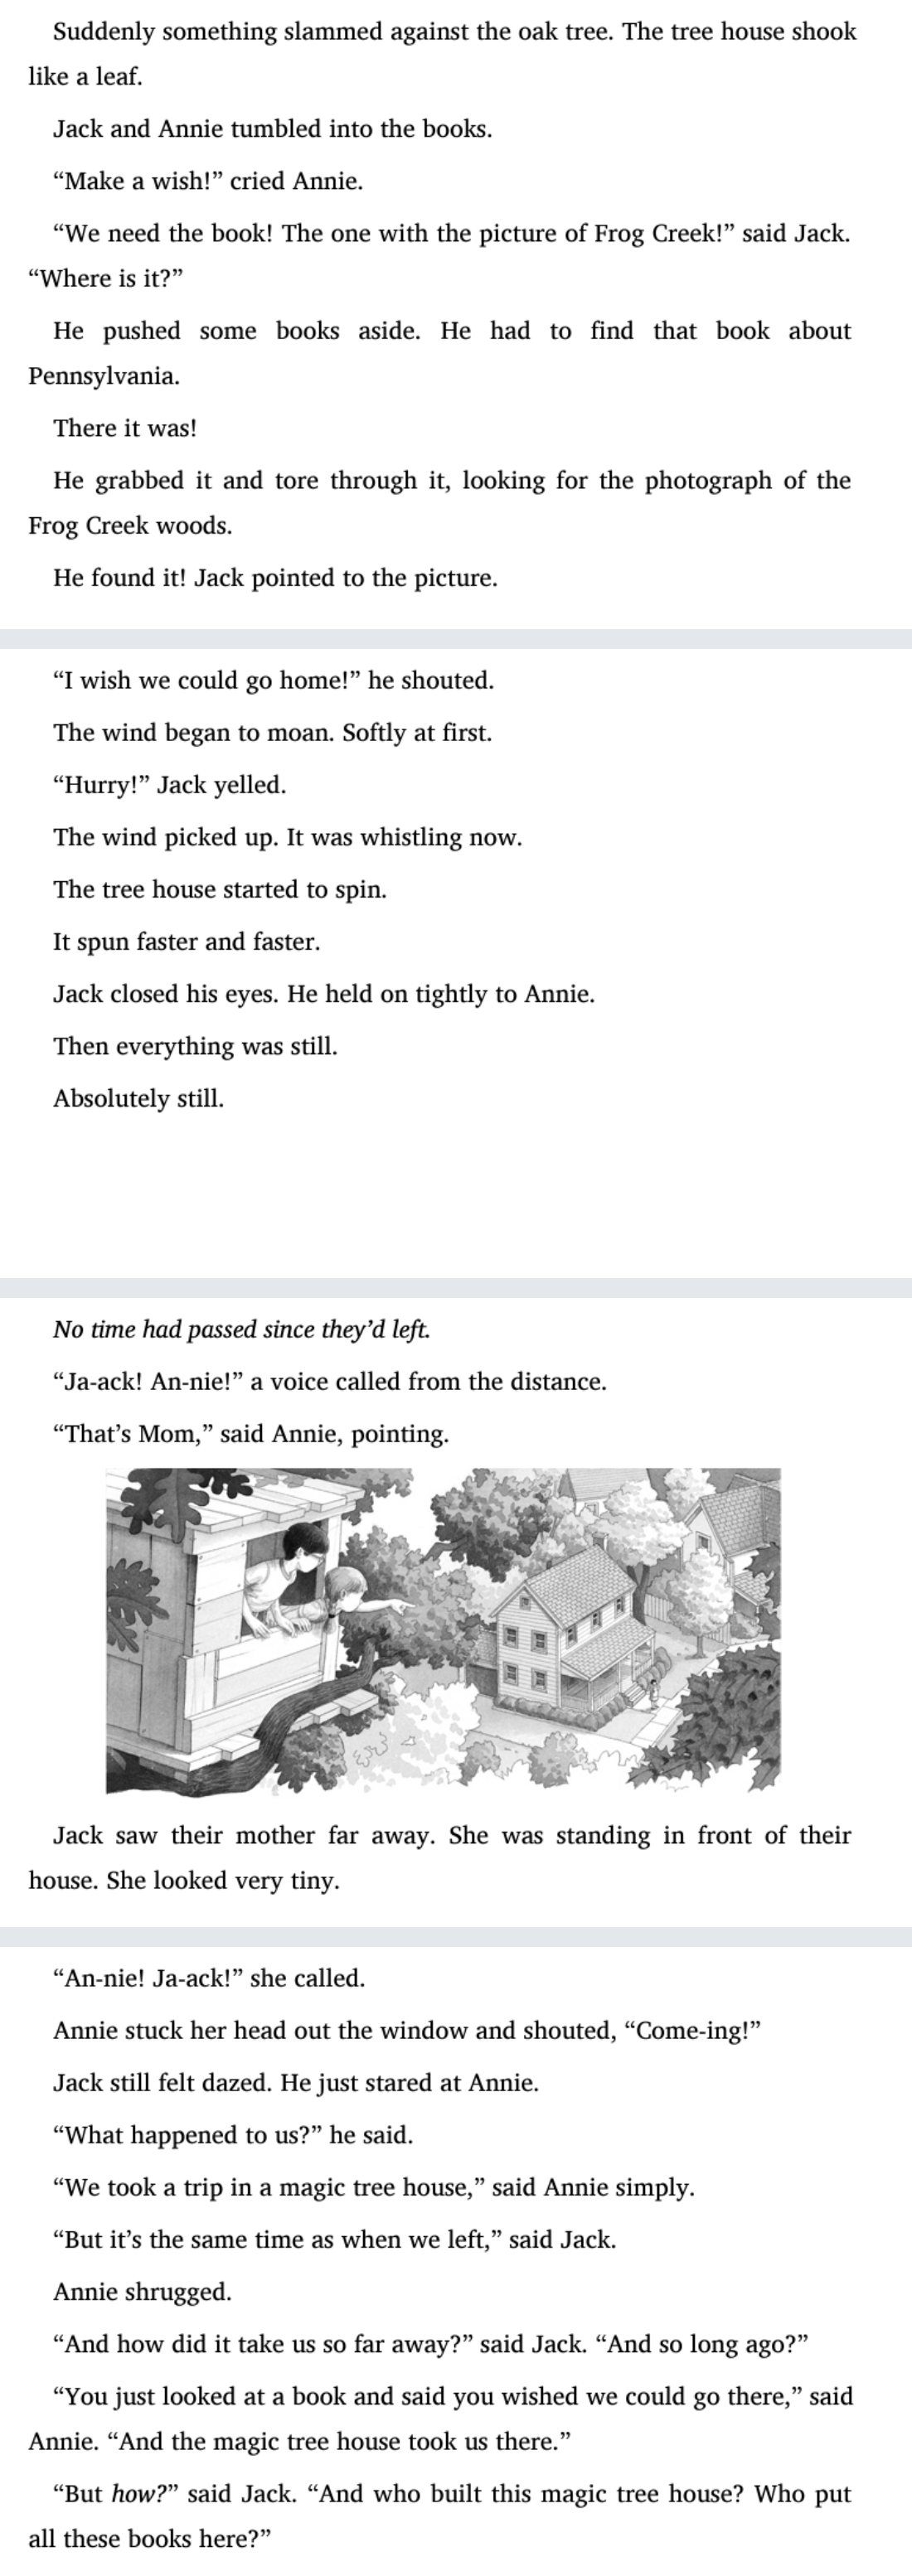 Suddenly something slammed against the oak tree. The tree house shook
like a leaf.
Jack and Annie tumbled into the books.
“Make a wish!” cried Annie.
“We need the book! The one with the picture of Frog Creek!” said Jack.
“Where is it?”
He pushed some books aside. He had to find that book about
Pennsylvania.
There it was!
He grabbed it and tore through it, looking for the photograph of the
Frog Creek woods.
He found it! Jack pointed to the picture.
“I wish we could go home!” he shouted.
The wind began to moan. Softly at first.
“Hurry!” Jack yelled.
The wind picked up. It was whistling now.
The tree house started to spin.
It spun faster and faster.
Jack closed his eyes. He held on tightly to Annie.
Then everything was still.
Absolutely still.
No time had passed since they’d left.
“Ja-ack! An-nie!” a voice called from the distance.
“That’s Mom,” said Annie, pointing.
Jack saw their mother far away. She was standing in front of their
house. She looked very tiny.
“An-nie! Ja-ack!” she called.
Annie stuck her head out the window and shouted, “Come-ing!”
Jack still felt dazed. He just stared at Annie.
“What happened to us?” he said.
“We took a trip in a magic tree house,” said Annie simply.
“But it’s the same time as when we left,” said Jack.
Annie shrugged.
“And how did it take us so far away?” said Jack. “And so long ago?”
“You just looked at a book and said you wished we could go there,” said
Annie. “And the magic tree house took us there.”
“But how?” said Jack. “And who built this magic tree house? Who put
all these books here?”